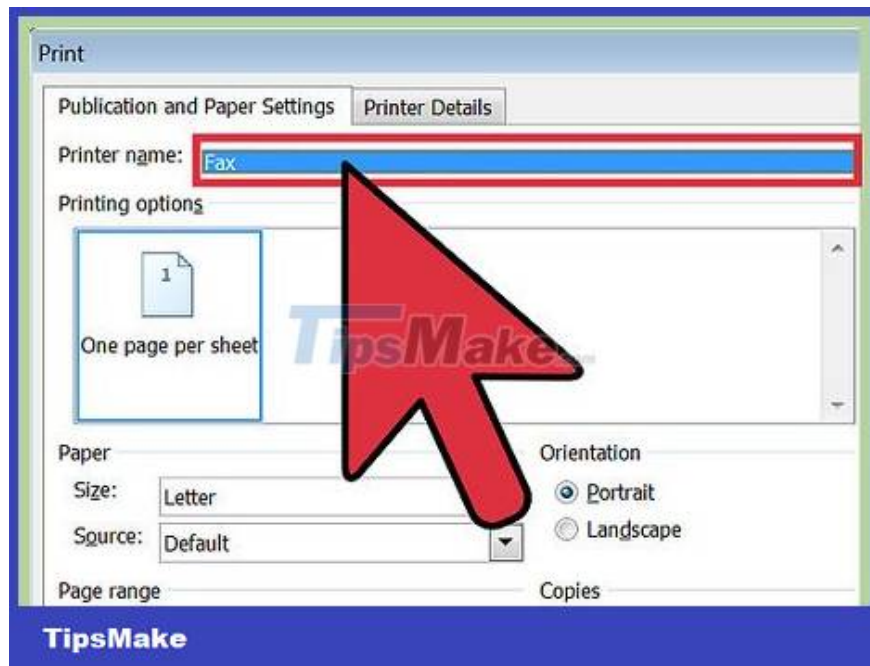 Print
Publication and Paper Settings Printer Details
Printer name: Fax
Printing options
1
One page per sheet
TipsMake
Paper Orientation
Size: Letter Portrait
Source: Default Landscape
Page range Copies
TipsMake